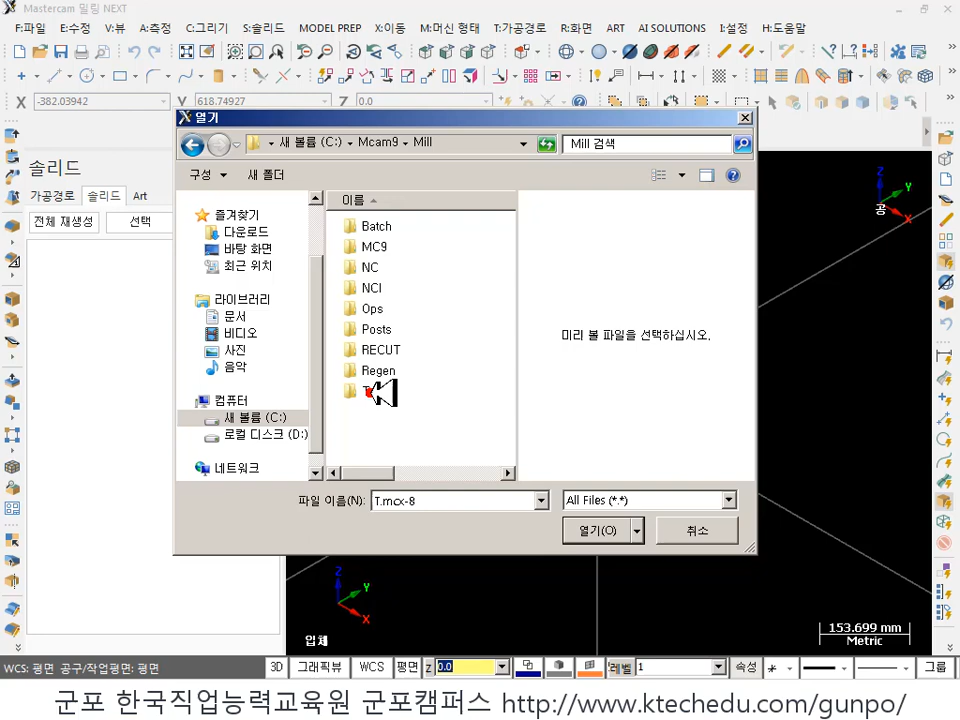 Mastercam 밀링 NEXT
F:파일 E:수정 V:뷰 A:측정 C:그리기 S:솔리드 MODEL PREP X:이동 M:머신 형태 T:가공경로 R:화면 ART AI SOLUTIONS I:설정 H:도움말
X -382.03942 Y 618.74927 Z 0.0
열기
새 볼륨 (C:) Mcam9 Mill
Mill 검색
구성 새 폴더
솔리드
가공경로 솔리드 Art
전체 재생성 선택
즐겨찾기
다운로드
바탕 화면
최근 위치
라이브러리
문서
비디오
사진
음악
컴퓨터
새 볼륨 (C:)
로컬 디스크 (D:)
네트워크
이름
Batch
MC9
NC
NCI
Ops
Posts
RECUT
Regen
미리 볼 파일을 선택하십시오.
파일 이름(N): T.mcx-8 All Files (*.*)
열기(O) 취소
Z Y X
공
Z Y X
입체
153.699 mm
Metric
WCS: 평면 공구/작업평면: 평면 3D 그래픽뷰 WCS 평면 Z 0.0 레벨 1 속성 그룹
군포 한국직업능력교육원 군포캠퍼스 http://www.ktechedu.com/gunpo/